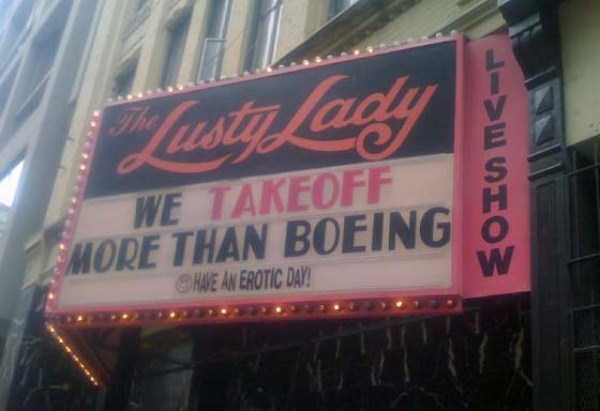 The Lusty Lady
WE TAKEOFF
MORE THAN BOEING
HAVE AN EROTIC DAY!
LIVE SHOW